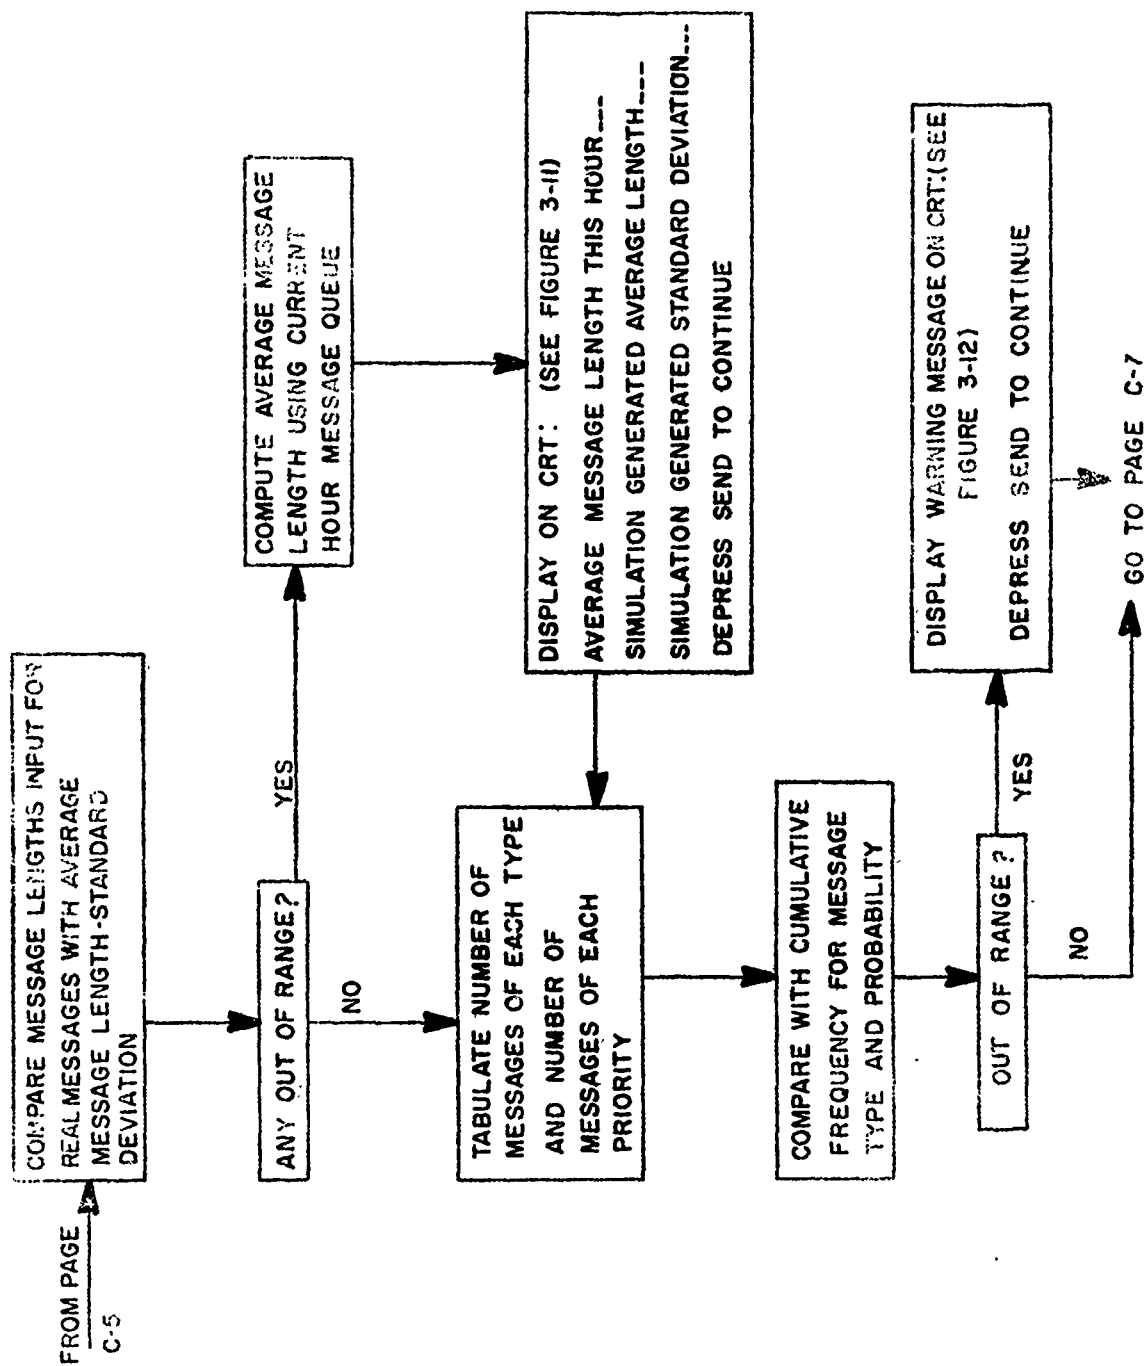 FROM PAGE
C-5
COMPARE MESSAGE LENGTHS INPUT FOR
REALMESSAGES WITH AVERAGE
MESSAGE LENGTH-STANDARD
DEVIATION
ANY OUT OF RANGE?
YES
COMPUTE AVERAGE MESSAGE
LENGTH USING CURRENT
HOUR MESSAGE QUEUE
NO
DISPLAY ON CRT: (SEE FIGURE 3-11)
AVERAGE MESSAGE LENGTH THIS HOUR---
SIMULATION GENERATED AVERAGE LENGTH----
SIMULATION GENERATED STANDARD DEVIATION---
DEPRESS SEND TO CONTINUE
TABULATE NUMBER OF
MESSAGES OF EACH TYPE
AND NUMBER OF
MESSAGES OF EACH
PRIORITY
COMPARE WITH CUMULATIVE
FREQUENCY FOR MESSAGE
TYPE AND PROBABILITY
OUT OF RANGE?
YES
DISPLAY WARNING MESSAGE ON CRT:(SEE
FIGURE 3-12)
DEPRESS SEND TO CONTINUE
NO
GO TO PAGE C-7